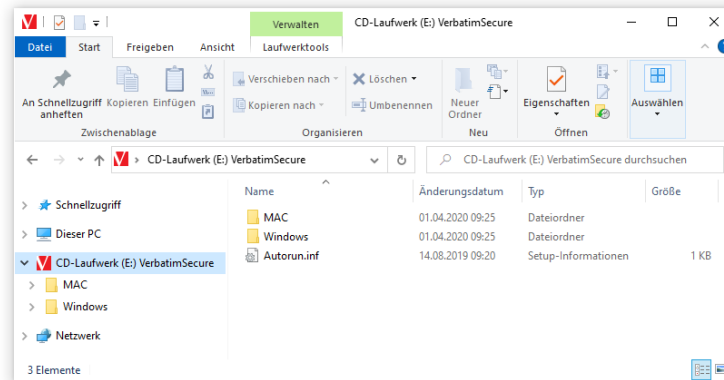 Verwalten CD-Laufwerk (E:) VerbatimSecure
Datei Start Freigeben Ansicht Laufwerktools
An Schnellzugriff anheften Kopieren Einfügen
Verschieben nach Löschen
Kopieren nach Umbenennen
Neuer Ordner
Eigenschaften
Auswählen
Zwischenablage Organisieren Neu Öffnen
CD-Laufwerk (E:) VerbatimSecure CD-Laufwerk (E:) VerbatimSecure durchsuchen
Name Änderungsdatum Typ Größe
Schnellzugriff
Dieser PC
CD-Laufwerk (E:) VerbatimSecure
MAC
Windows
Netzwerk
MAC 01.04.2020 09:25 Dateiordner
Windows 01.04.2020 09:25 Dateiordner
Autorun.inf 14.08.2019 09:20 Setup-Informationen 1 KB
3 Elemente